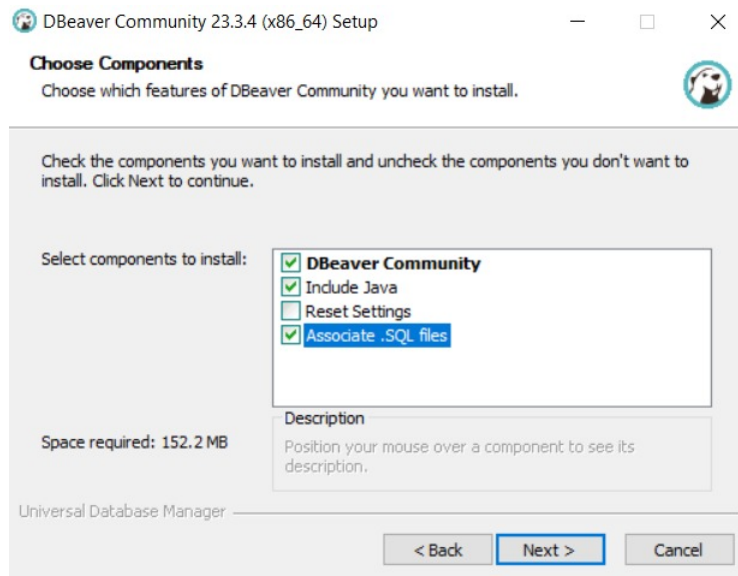 DBeaver Community 23.3.4 (x86_64) Setup
Choose Components
Choose which features of DBeaver Community you want to install.
Check the components you want to install and uncheck the components you don't want to
install. Click Next to continue.
Select components to install:
DBeaver Community
Include Java
Reset Settings
Associate .SQL files
Space required: 152.2 MB
Description
Position your mouse over a component to see its
description.
Universal Database Manager
< Back
Next >
Cancel